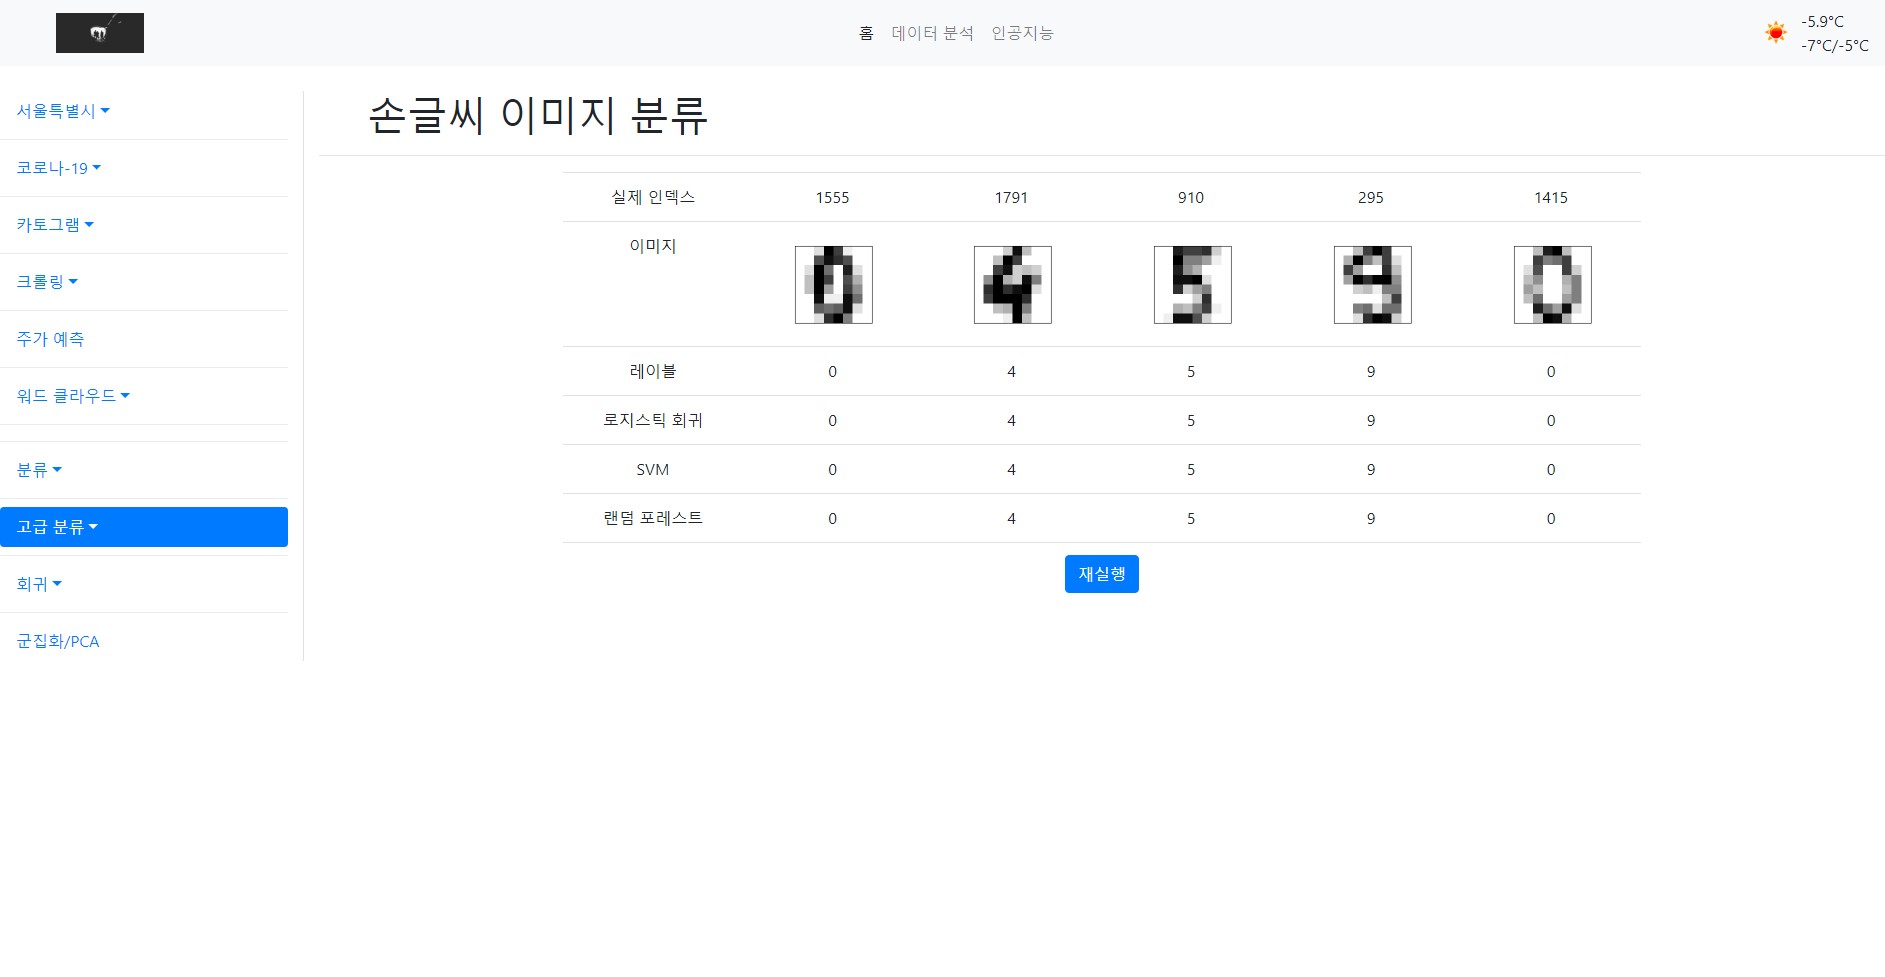 홈 데이터 분석 인공지능
-5.9°C
-7°C/-5°C
서울특별시
코로나-19
카토그램
크롤링
주가 예측
워드 클라우드
분류
고급 분류
회귀
군집화/PCA
손글씨 이미지 분류
실제 인덱스 1555 1791 910 295 1415
이미지 0 4 5 9 0
레이블 0 4 5 9 0
로지스틱 회귀 0 4 5 9 0
SVM 0 4 5 9 0
랜덤 포레스트 0 4 5 9 0
재실행